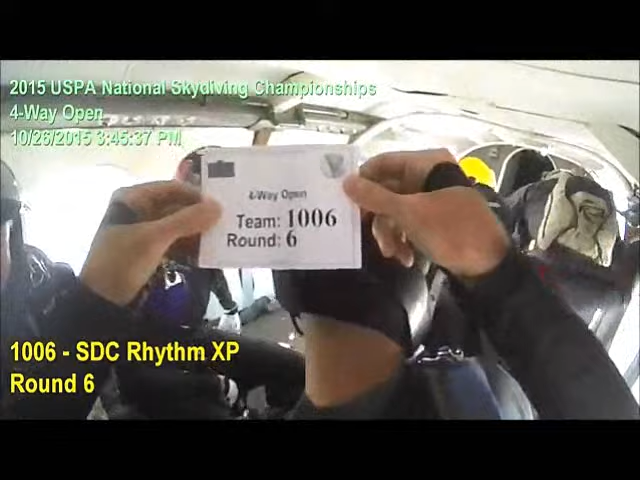 2015 USPA National Skydiving Championships
4-Way Open
10/26/2015 3:45:37 PM
4-Way Open
Team: 1006
Round: 6
1006 - SDC Rhythm XP
Round 6